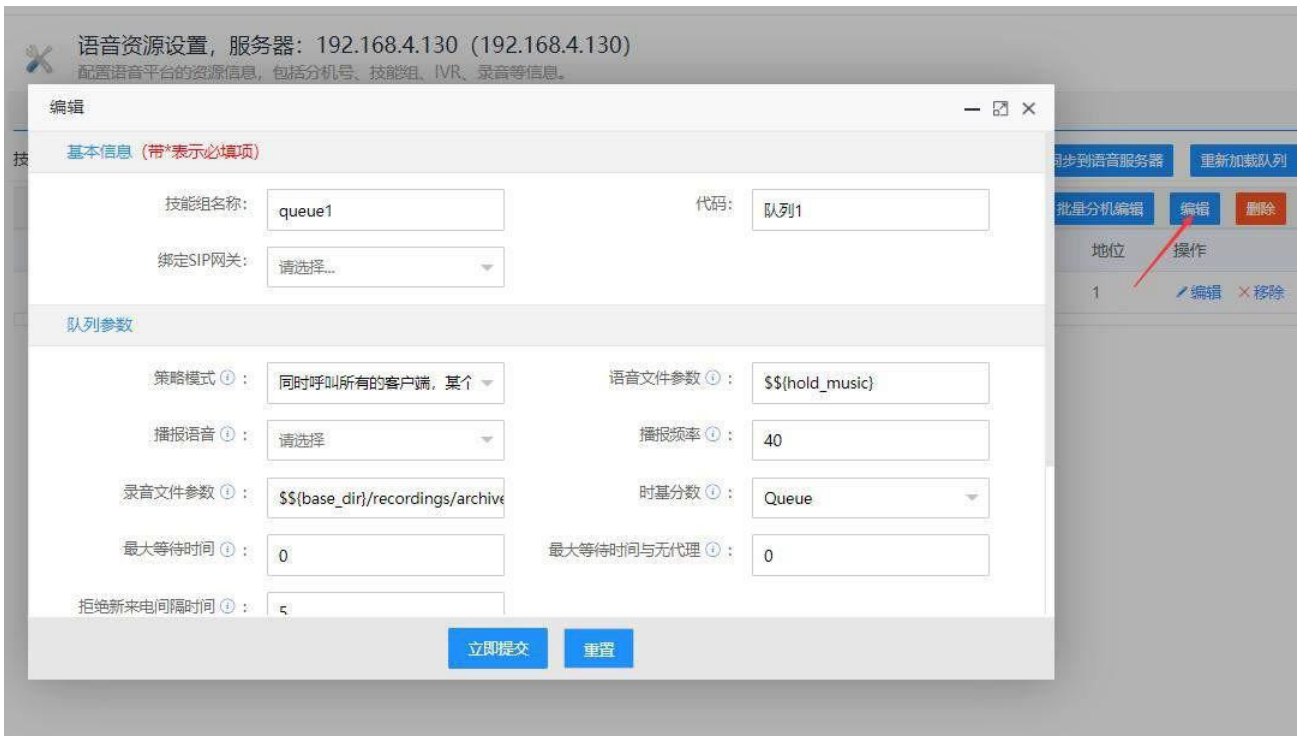 语音资源设置，服务器：192.168.4.130（192.168.4.130）
配置语音平台的资源信息，包括分机号、技能组、IVR、录音等信息。
编辑
基本信息（带*表示必填项）
技
同步到语音服务器 重新加载队列
技能组名称： queue1 代码： 队列1
批量分机编辑 编辑 删除
绑定SIP网关： 请选择...
地位 操作
1 编辑 移除
队列参数
策略模式： 同时呼叫所有的客户端，某个 语音文件参数： $${hold_music}
播报语音： 请选择 播报频率： 40
录音文件参数： $${base_dir}/recordings/archive 时基分数： Queue
最大等待时间： 0 最大等待时间与无代理： 0
拒绝新来电间隔时间： 5
立即提交 重置